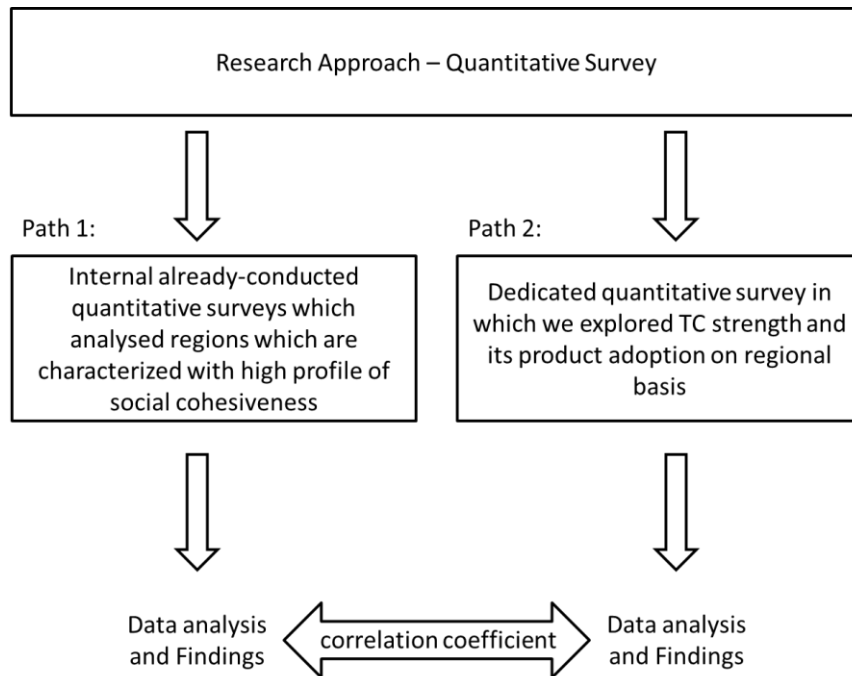 Research Approach – Quantitative Survey
Path 1:
Internal already-conducted
quantitative surveys which
analysed regions which are
characterized with high profile of
social cohesiveness
Path 2:
Dedicated quantitative survey in
which we explored TC strength and
its product adoption on regional
basis
Data analysis
and Findings
correlation coefficient
Data analysis
and Findings